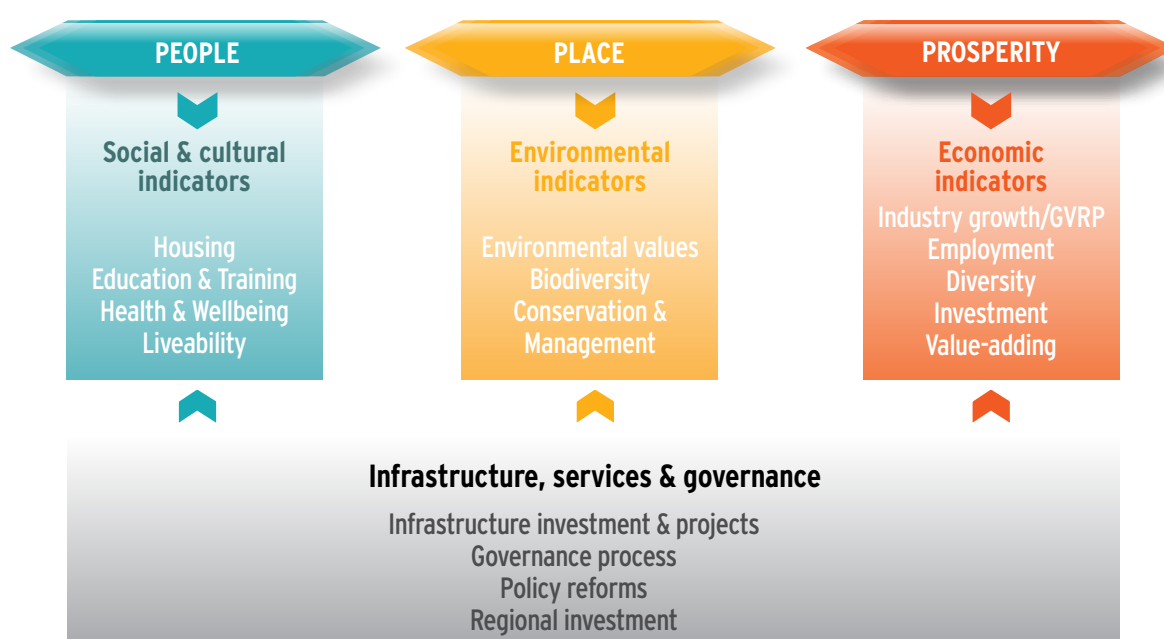 PEOPLE
Social & cultural
indicators
Housing
Education & Training
Health & Wellbeing
Liveability
PLACE
Environmental
indicators
Environmental values
Biodiversity
Conservation &
Management
PROSPERITY
Economic
indicators
Industry growth/GVRP
Employment
Diversity
Investment
Value-adding
Infrastructure, services & governance
Infrastructure investment & projects
Governance process
Policy reforms
Regional investment